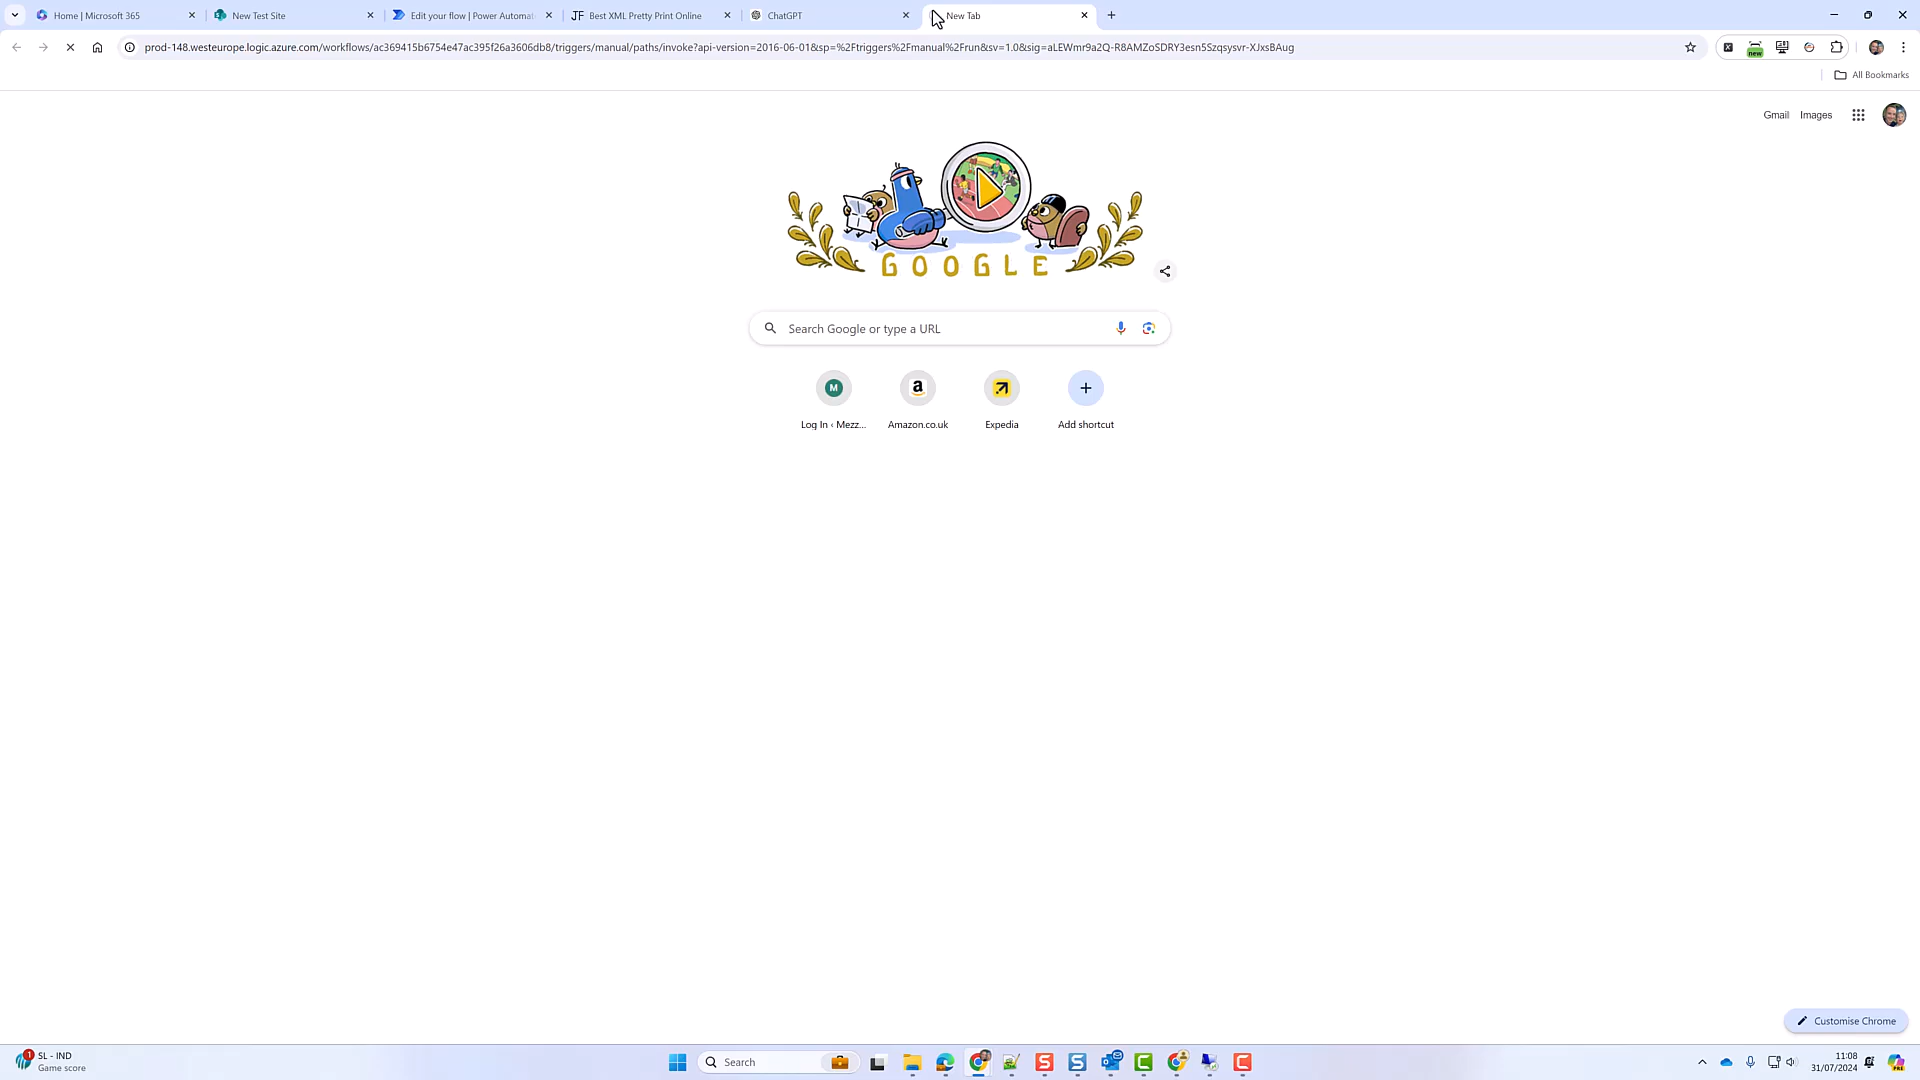 Home | Microsoft 365
New Test Site
Edit your flow | Power Automat
JF Best XML Pretty Print Online
ChatGPT
New Tab
prod-148.westeurope.logic.azure.com/workflows/ac369415b6754e47ac395f26a3606db8/triggers/manual/paths/invoke?api-version=2016-06-01&sp=%2Ftriggers%2Fmanual%2Frun&sv=1.0&sig=aLEWmr9a2Q-R8AMZoSDRY3esn5Szqsysvr-XJxsBAug
new
All Bookmarks
Gmail Images
GOOGLE
Search Google or type a URL
M
a
Log In ‹ Mezz...
Amazon.co.uk
Expedia
Add shortcut
Customise Chrome
1
SL - IND
Game score
Search
S
S
C
C
11:08
31/07/2024
PRE